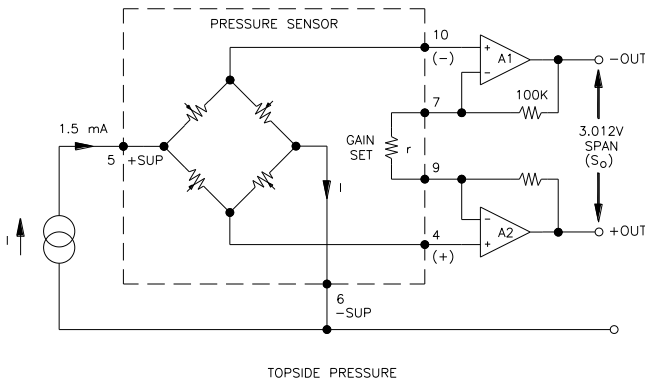 PRESSURE SENSOR
10
(-)
+
A1
-
-OUT
100K
7
1.5 mA
GAIN
SET
r
3.012V
SPAN
(So)
5
+SUP
I
9
-
A2
+
+OUT
4
(+)
I
6
-SUP
TOPSIDE PRESSURE